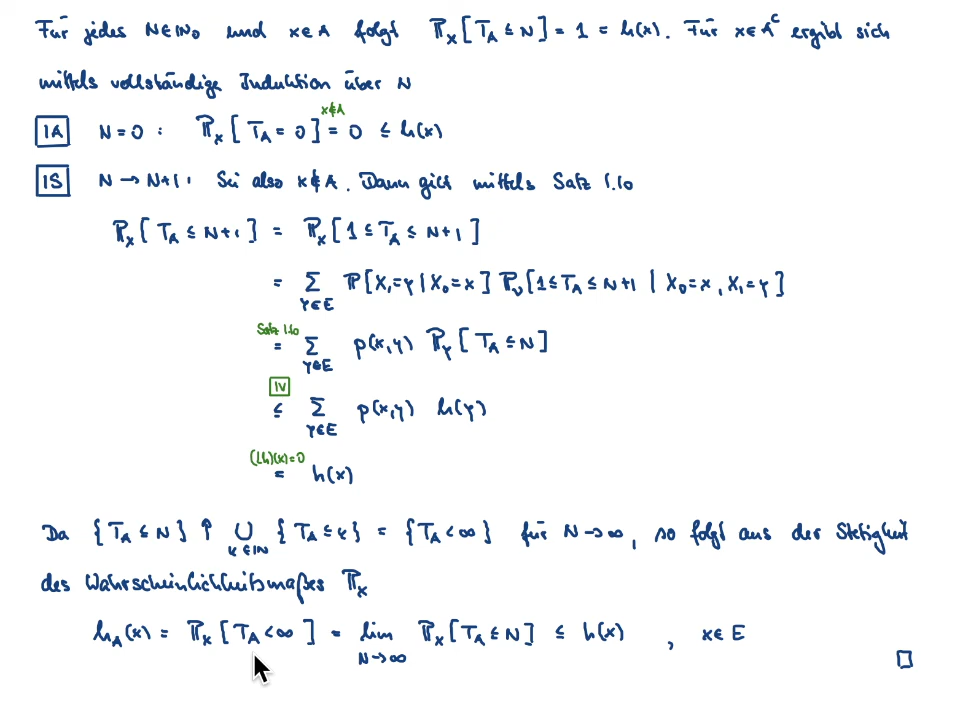 Für jedes N∈ℕ₀ und x∈A folgt ℙₓ[T_A ≤ N] = 1 = h(x). Für x∈Aᶜ ergibt sich
mittels vollständige Induktion über N
IA N=0 : ℙₓ[T_A = 0] = 0 ≤ h(x)
x∉A
IS N → N+1 : Sei also x∉A. Dann gilt mittels Satz 1.10
ℙₓ[T_A ≤ N+1] = ℙₓ[1 ≤ T_A ≤ N+1]
= Σ_{y∈E} ℙ[X₁=y | X₀=x] ℙ_ν[1 ≤ T_A ≤ N+1 | X₀=x, X₁=y]
Satz 1.10
= Σ_{y∈E} p(x,y) ℙ_y[T_A ≤ N]
IV
≤ Σ_{y∈E} p(x,y) h(y)
(Lh)(x)=0
= h(x)
Da {T_A ≤ N} ↑ ∪_{K∈ℕ} {T_A ≤ K} = {T_A < ∞} für N→∞, so folgt aus der Stetigkeit
des Wahrscheinlichkeitsmaßes ℙₓ
h_A(x) = ℙₓ[T_A < ∞] = lim_{N→∞} ℙₓ[T_A ≤ N] ≤ h(x) , x∈E
□